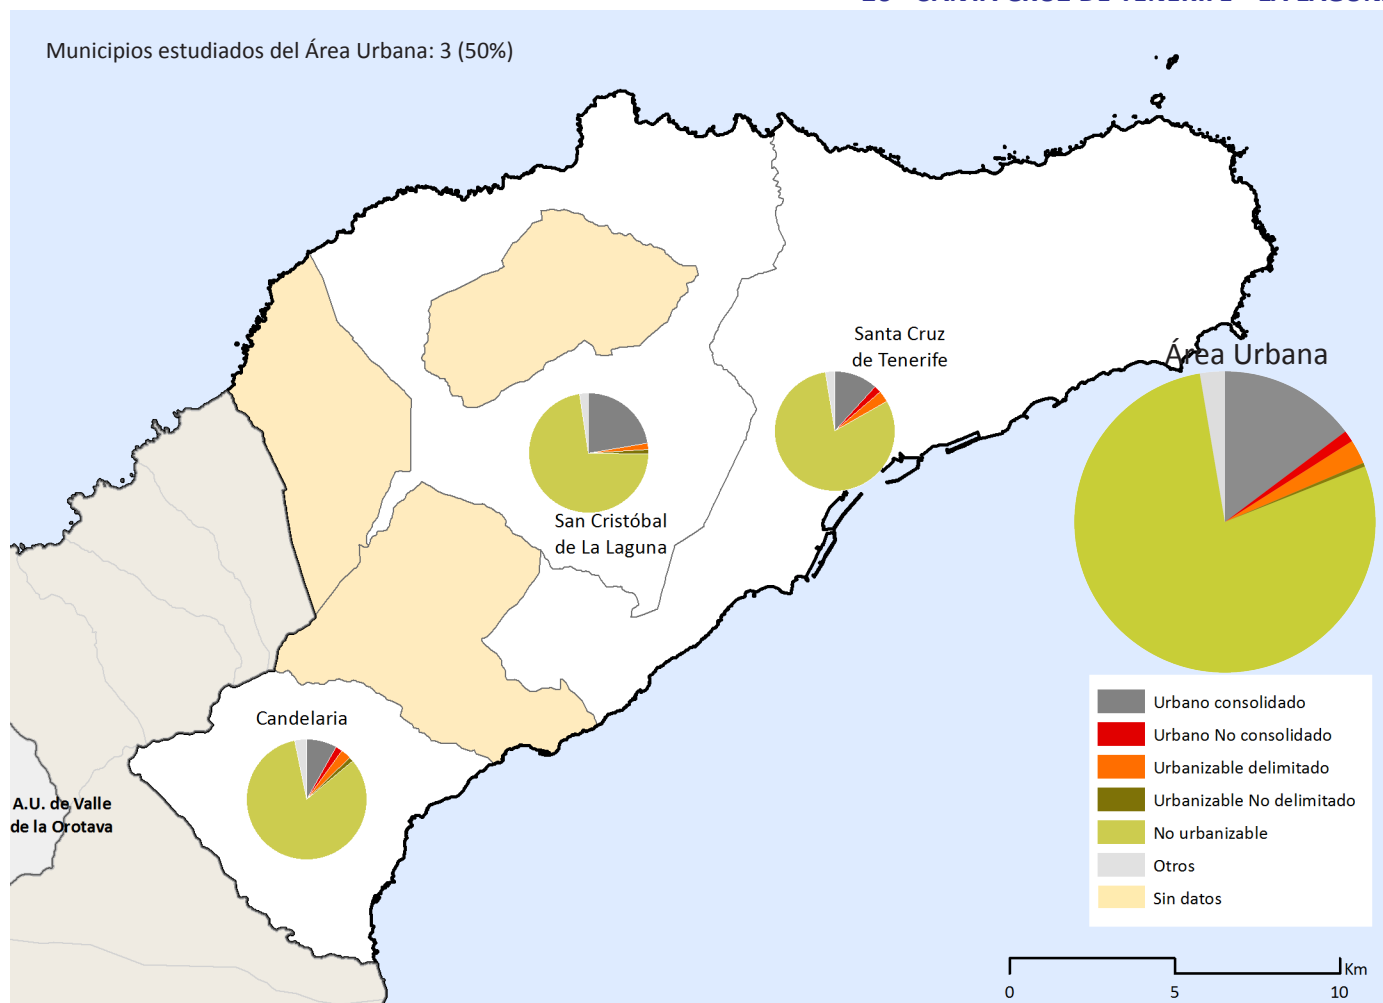 Municipios estudiados del Área Urbana: 3 (50%)
Santa Cruz
de Tenerife
Área Urbana
San Cristóbal
de La Laguna
Candelaria
A.U. de Valle
de la Orotava
Urbano consolidado
Urbano No consolidado
Urbanizable delimitado
Urbanizable No delimitado
No urbanizable
Otros
Sin datos
Km
0
5
10